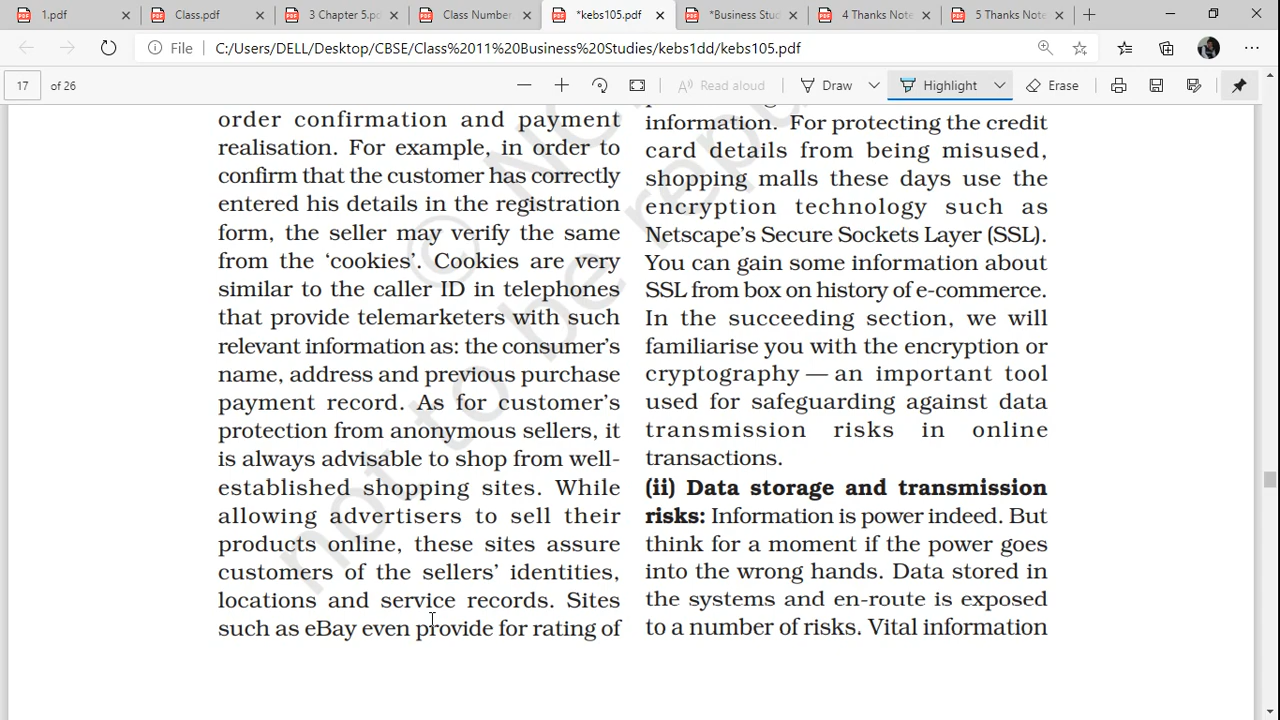 1.pdf
Class.pdf
3 Chapter 5.p
Class Number
*kebs105.pdf
*Business Stu
4 Thanks Note
5 Thanks Note
File
C:/Users/DELL/Desktop/CBSE/Class%2011%20Business%20Studies/kebs1dd/kebs105.pdf
17 of 26
Read aloud
Draw
Highlight
Erase
order confirmation and payment
realisation. For example, in order to
confirm that the customer has correctly
entered his details in the registration
form, the seller may verify the same
from the ‘cookies’. Cookies are very
similar to the caller ID in telephones
that provide telemarketers with such
relevant information as: the consumer’s
name, address and previous purchase
payment record. As for customer’s
protection from anonymous sellers, it
is always advisable to shop from well-
established shopping sites. While
allowing advertisers to sell their
products online, these sites assure
customers of the sellers’ identities,
locations and service records. Sites
such as eBay even provide for rating of
information. For protecting the credit
card details from being misused,
shopping malls these days use the
encryption technology such as
Netscape’s Secure Sockets Layer (SSL).
You can gain some information about
SSL from box on history of e-commerce.
In the succeeding section, we will
familiarise you with the encryption or
cryptography — an important tool
used for safeguarding against data
transmission risks in online
transactions.
(ii) Data storage and transmission
risks: Information is power indeed. But
think for a moment if the power goes
into the wrong hands. Data stored in
the systems and en-route is exposed
to a number of risks. Vital information
not to be repu